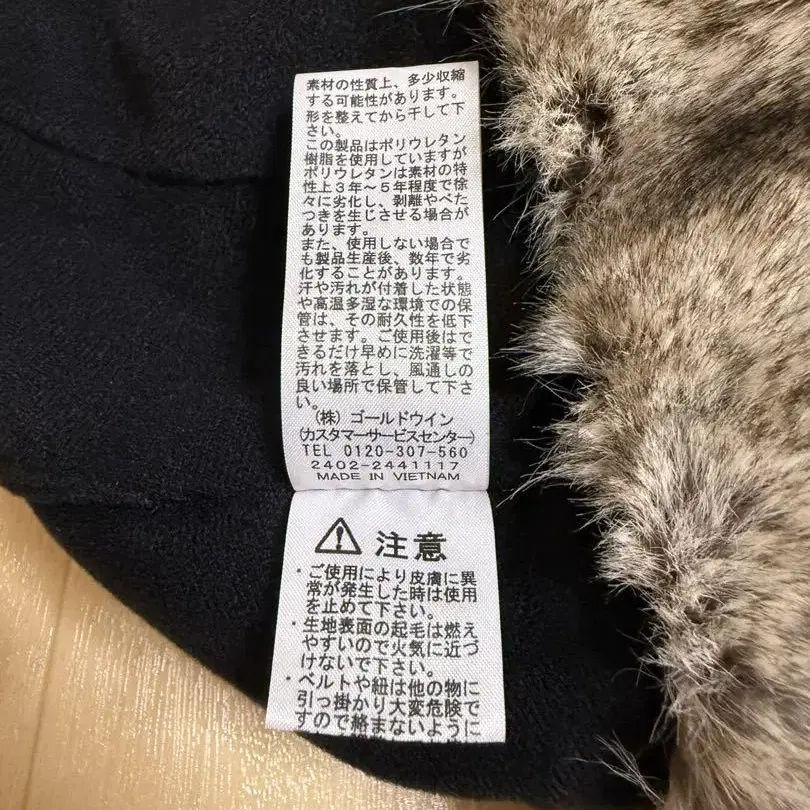 素材の性質上、多少収縮
する可能性があります。
形を整えてから干して下
さい。
この製品はポリウレタン
樹脂を使用していますが
ポリウレタンは素材の特
性上3年～5年程度で徐
々に劣化し、剥離やべた
つきを生じさせる場合が
あります。
また、使用しない場合で
も製品生産後、数年で劣
化することがあります。
汗や汚れが付着した状態
や高温多湿な環境での保
管は、その耐久性を低下
させます。ご使用後はで
きるだけ早めに洗濯等で
汚れを落とし、風通しの
良い場所で保管して下さ
い。
(株) ゴールドウイン
(カスタマーサービスセンター)
TEL 0120-307-560
2402-2441117
MADE IN VIETNAM
注意
・ご使用により皮膚に異
常が発生した時は使用
を止めて下さい。
・生地表面の起毛は燃え
やすいので火気に近づ
けないで下さい。
・ベルトや紐は他の物に
引っ掛かり大変危険で
すので絡まないように